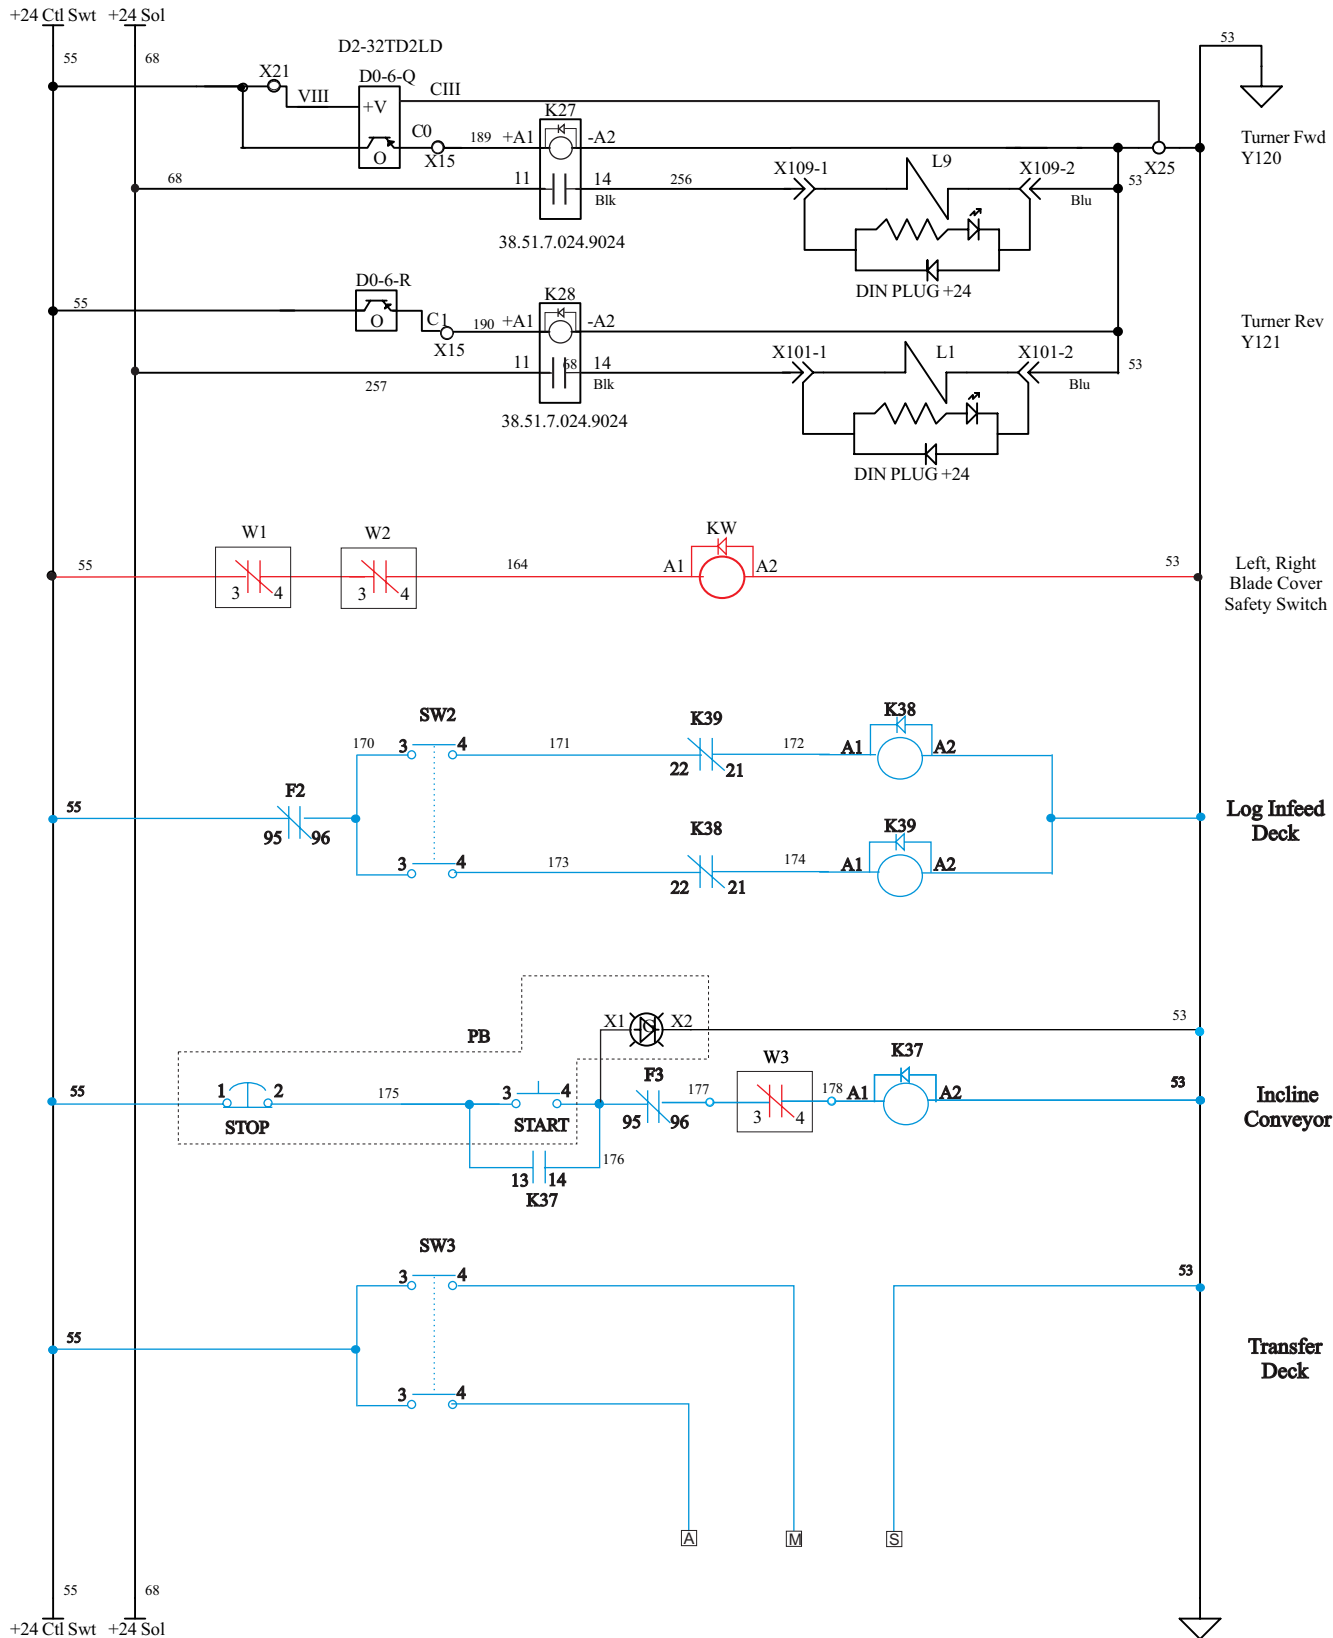 +24 Ctl Swt +24 Sol
55 68 53
D2-32TD2LD
X21 D0-6-Q CIII
VIII +V K27
C0 189 +A1 -A2
O X15 X25
Turner Fwd
Y120
68 11 14 256 X109-1 L9 X109-2 53
Blk Blu
38.51.7.024.9024
DIN PLUG +24
D0-6-R
55 K28
O C1 190 +A1 -A2
X15
Turner Rev
Y121
11 68 14 X101-1 L1 X101-2 53
257 Blk Blu
38.51.7.024.9024
DIN PLUG +24
W1 W2 KW
55 164 A1 A2 53
3 4 3 4
Left, Right
Blade Cover
Safety Switch
SW2 K39 K38
170 3 4 171 172 A1 A2
22 21
F2
55
95 96
K38 K39
3 4 173 174 A1 A2
22 21
Log Infeed
Deck
PB X1 X2 53
W3 K37
F3
55 1 2 175 3 4 177 178 A1 A2 53
STOP START 95 96 3 4
Incline
Conveyor
13 14 176
K37
SW3
3 4 53
55
3 4
Transfer
Deck
A M S
55 68
+24 Ctl Swt +24 Sol